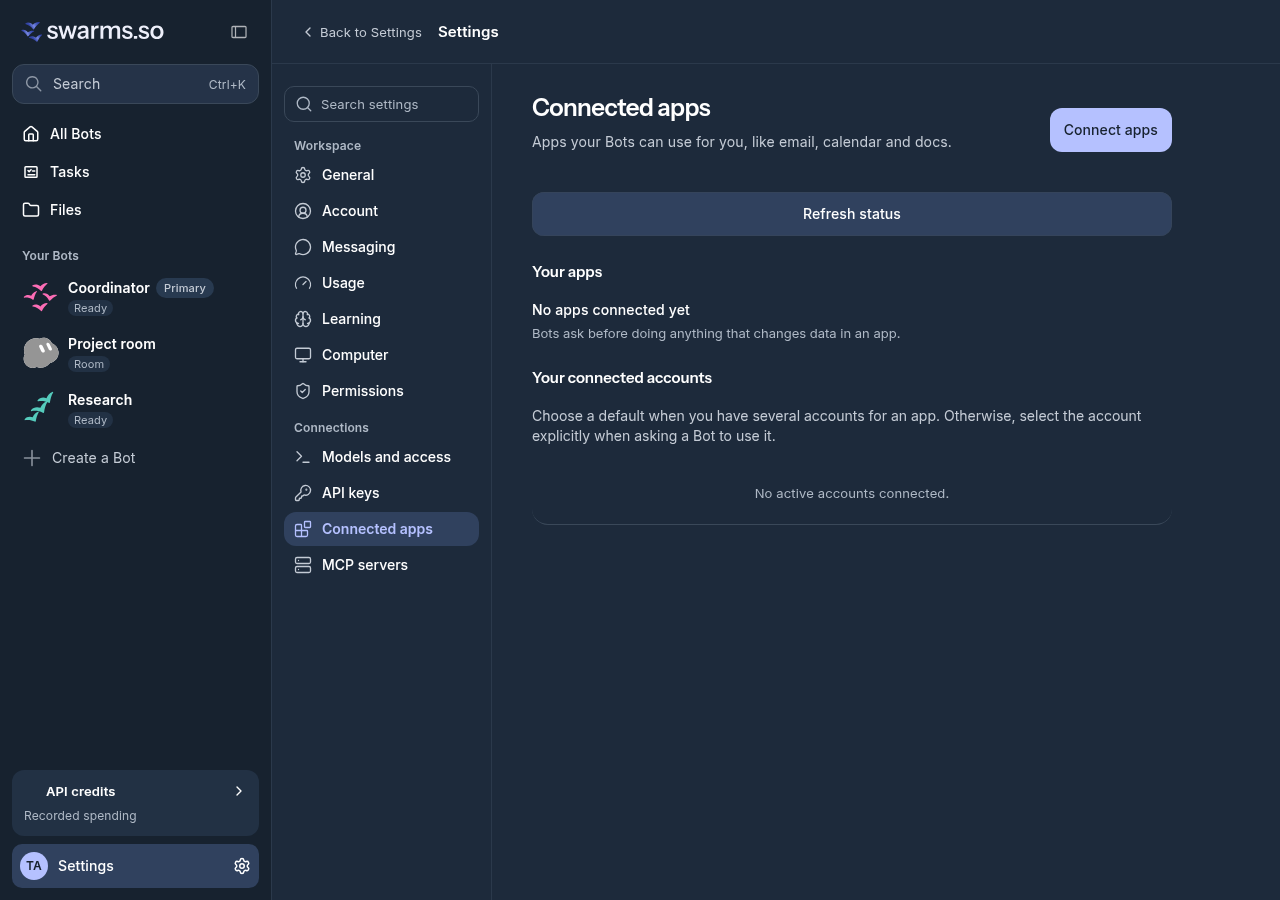 swarms.so
Search Ctrl+K
All Bots
Tasks
Files
Your Bots
Coordinator Primary
Ready
Project room
Room
Research
Ready
Create a Bot
API credits
Recorded spending
TA Settings
Back to Settings Settings
Search settings
Workspace
General
Account
Messaging
Usage
Learning
Computer
Permissions
Connections
Models and access
API keys
Connected apps
MCP servers
Connected apps
Apps your Bots can use for you, like email, calendar and docs.
Connect apps
Refresh status
Your apps
No apps connected yet
Bots ask before doing anything that changes data in an app.
Your connected accounts
Choose a default when you have several accounts for an app. Otherwise, select the account
explicitly when asking a Bot to use it.
No active accounts connected.